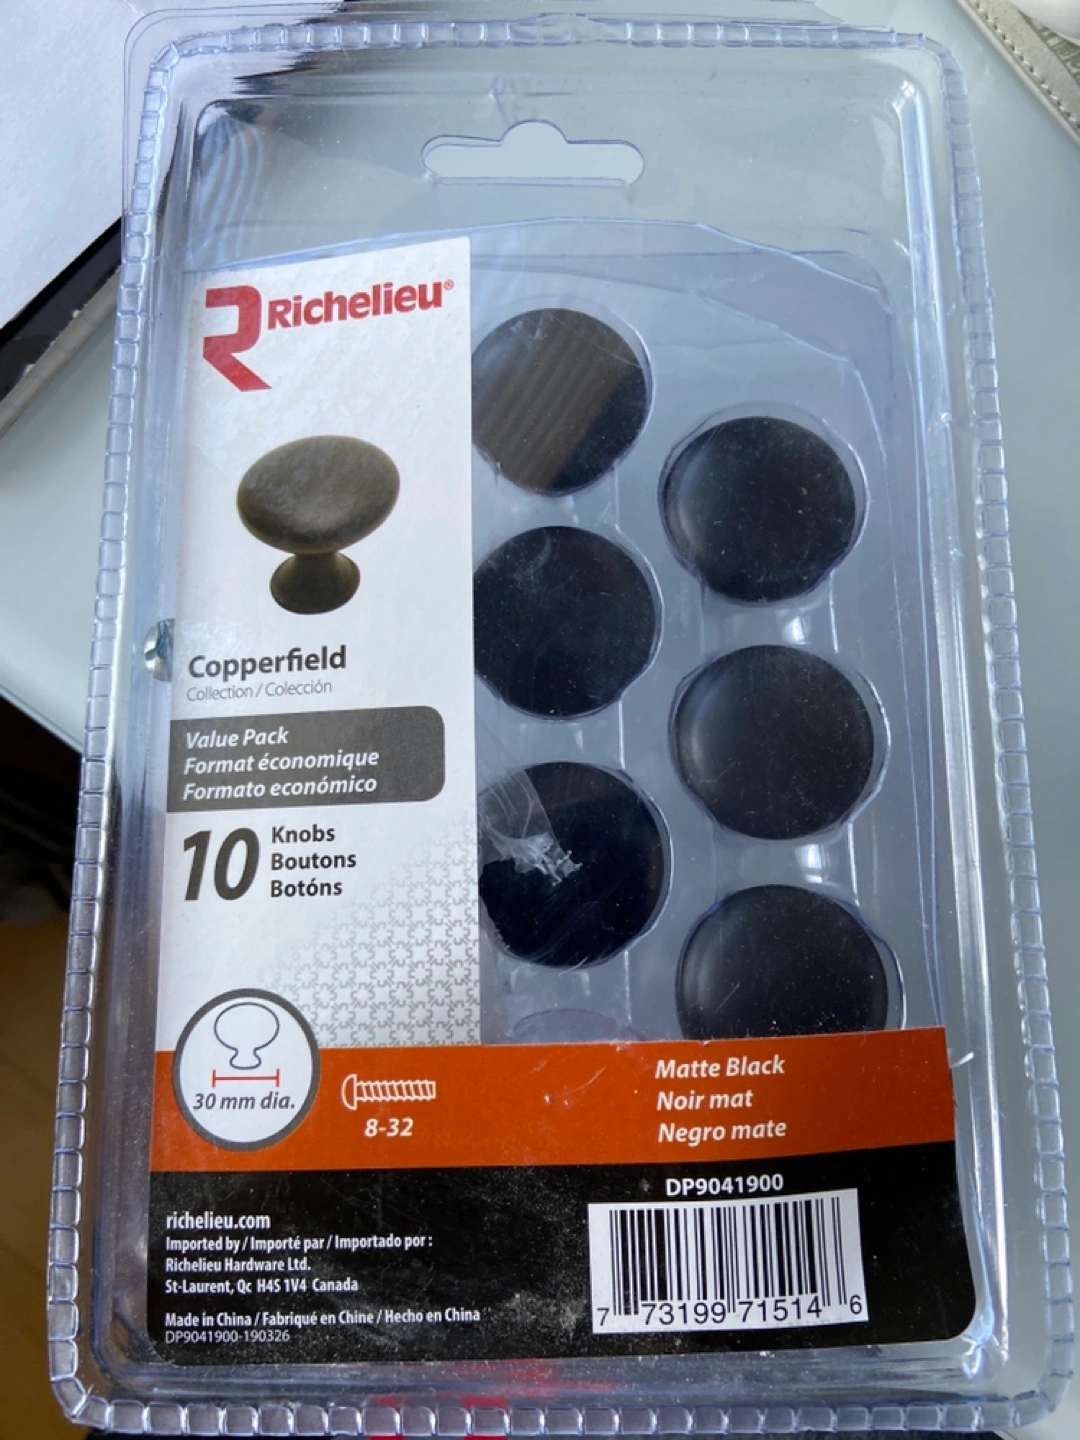 Richelieu®
Copperfield
Collection / Colección
Value Pack
Format économique
Formato económico
10
Knobs
Boutons
Botóns
30 mm dia.
8-32
Matte Black
Noir mat
Negro mate
DP9041900
richelieu.com
Imported by / Importé par / Importado por :
Richelieu Hardware Ltd.
St-Laurent, Qc H4S 1V4 Canada
Made in China / Fabriqué en Chine / Hecho en China
DP9041900-190326
7 73199 71514 6